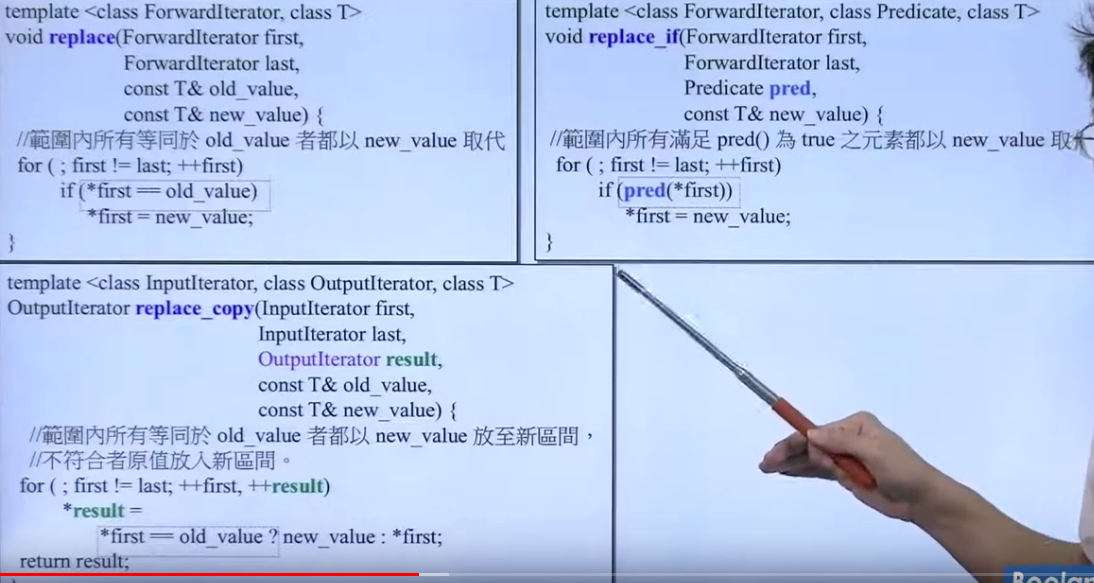 template <class ForwardIterator, class T>
void replace(ForwardIterator first,
ForwardIterator last,
const T& old_value,
const T& new_value) {
//範圍內所有等同於 old_value 者都以 new_value 取代
for ( ; first != last; ++first)
if (*first == old_value)
*first = new_value;
}
template <class ForwardIterator, class Predicate, class T>
void replace_if(ForwardIterator first,
ForwardIterator last,
Predicate pred,
const T& new_value) {
//範圍內所有滿足 pred() 為 true 之元素都以 new_value 取
for ( ; first != last; ++first)
if (pred(*first))
*first = new_value;
}
template <class InputIterator, class OutputIterator, class T>
OutputIterator replace_copy(InputIterator first,
InputIterator last,
OutputIterator result,
const T& old_value,
const T& new_value) {
//範圍內所有等同於 old_value 者都以 new_value 放至新區間，
//不符合者原值放入新區間。
for ( ; first != last; ++first, ++result)
*result =
*first == old_value ? new_value : *first;
return result;